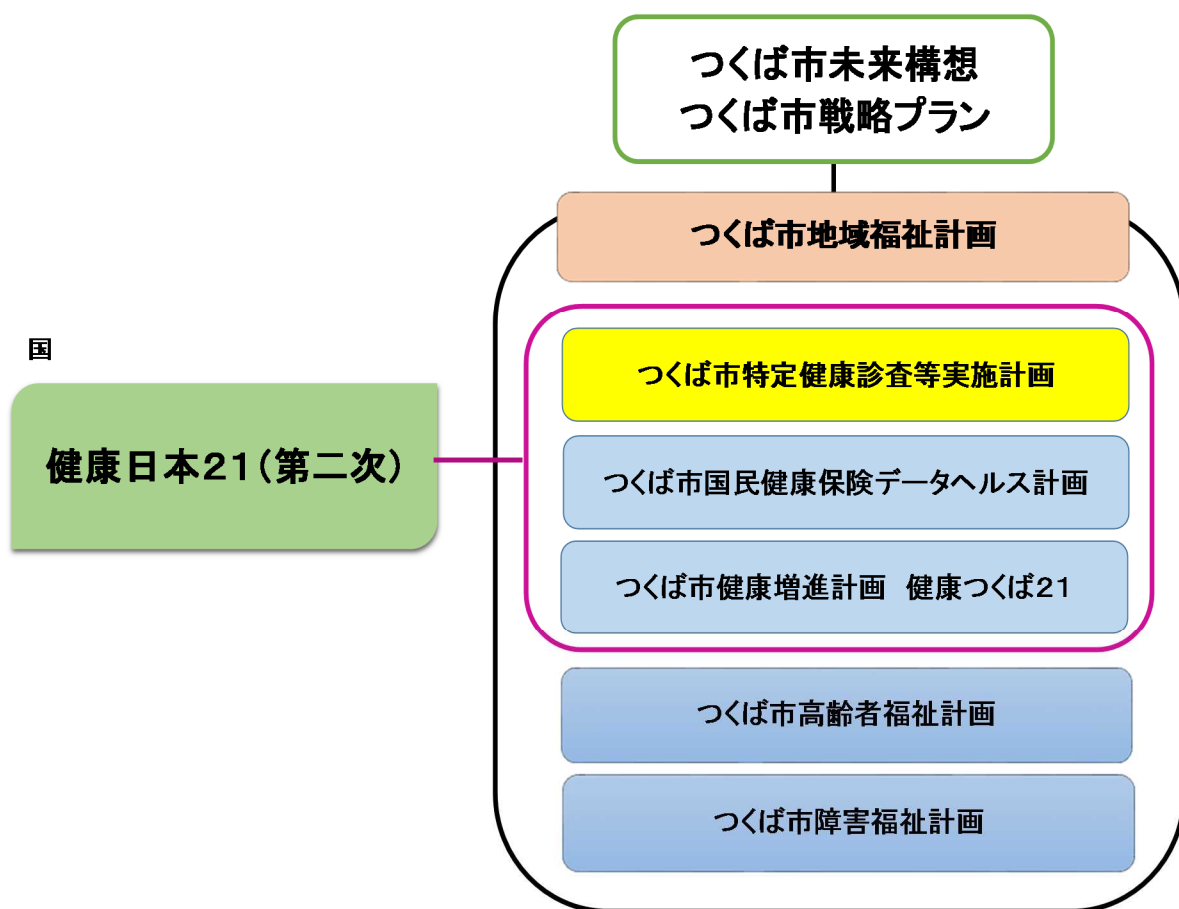 つくば市未来構想
つくば市戦略プラン
つくば市地域福祉計画
国
健康日本21(第二次)
つくば市特定健康診査等実施計画
つくば市国民健康保険データヘルス計画
つくば市健康増進計画　健康つくば21
つくば市高齢者福祉計画
つくば市障害福祉計画